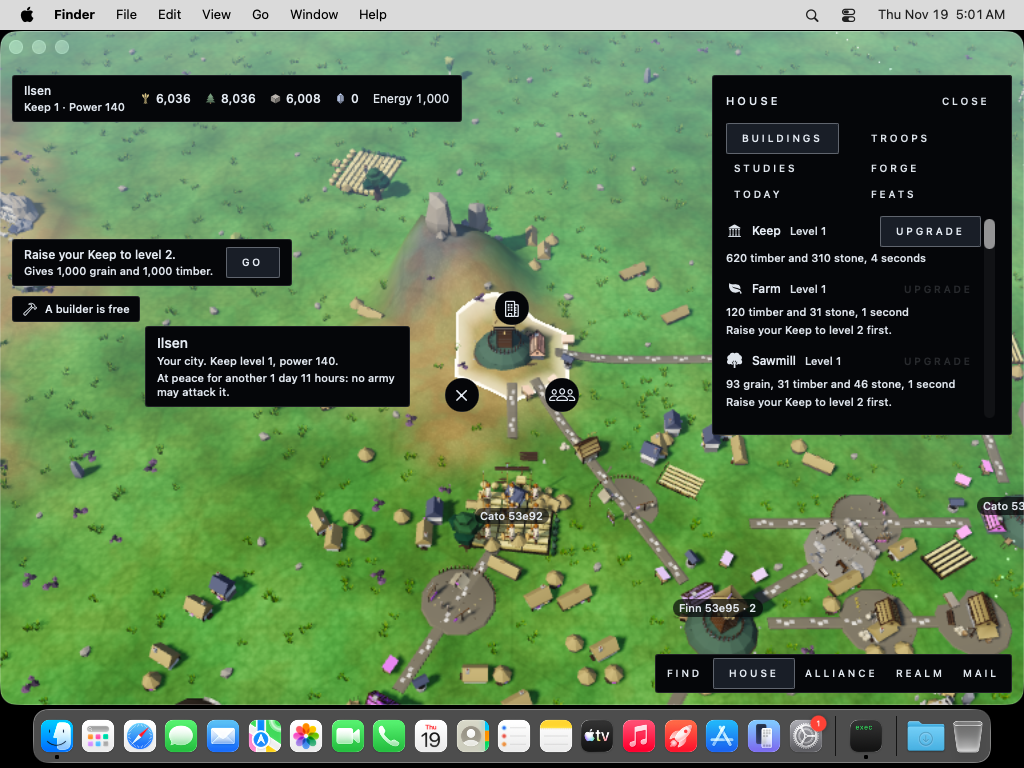 Finder File Edit View Go Window Help Thu Nov 19 5:01 AM
Ilsen
Keep 1 · Power 140
6,036 8,036 6,008 0 Energy 1,000
HOUSE CLOSE
BUILDINGS TROOPS
STUDIES FORGE
TODAY FEATS
Keep Level 1 UPGRADE
620 timber and 310 stone, 4 seconds
Farm Level 1 UPGRADE
120 timber and 31 stone, 1 second
Raise your Keep to level 2 first.
Sawmill Level 1 UPGRADE
93 grain, 31 timber and 46 stone, 1 second
Raise your Keep to level 2 first.
Raise your Keep to level 2.
Gives 1,000 grain and 1,000 timber.
GO
A builder is free
Ilsen
Your city. Keep level 1, power 140.
At peace for another 1 day 11 hours: no army
may attack it.
Cato 53e92
Cato 53
Finn 53e95 · 2
FIND HOUSE ALLIANCE REALM MAIL
Thu
19
tv
1
exec